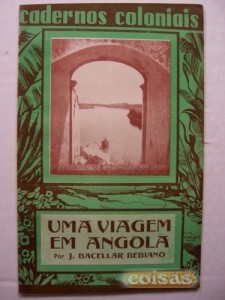 cadernos coloniais
UMA VIAGEM
EM ANGOLA
Por J. BACELLAR BEBIANO
coisas